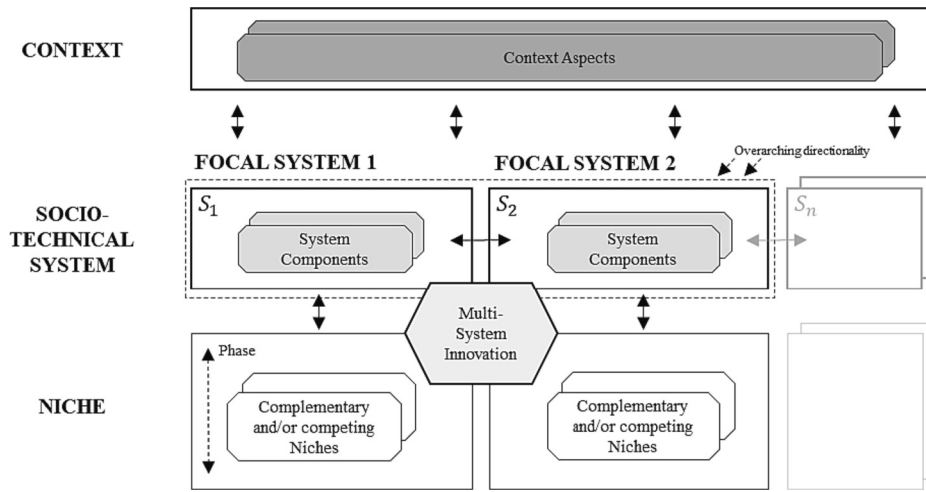 CONTEXT
Context Aspects
Overarching directionality
FOCAL SYSTEM 1
FOCAL SYSTEM 2
SOCIO-
TECHNICAL
SYSTEM
S1
System
Components
S2
System
Components
Sn
Multi-
System
Innovation
NICHE
Phase
Complementary
and/or competing
Niches
Complementary
and/or competing
Niches